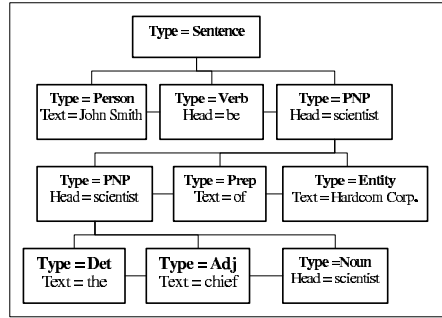 Type = Sentence
Type = Person
Text = John Smith
Type = Verb
Head = be
Type = PNP
Head = scientist
Type = PNP
Head = scientist
Type = Prep
Text = of
Type = Entity
Text = Hardcom Corp.
Type = Det
Text = the
Type = Adj
Text = chief
Type =Noun
Head = scientist